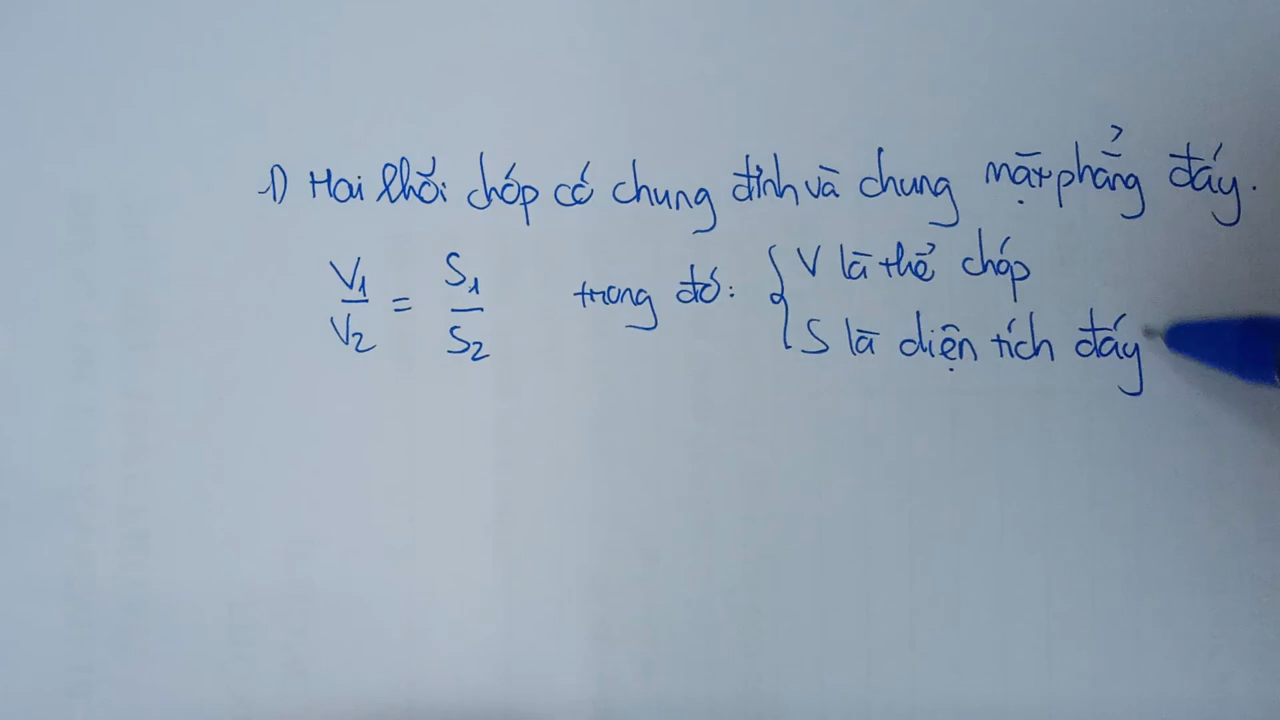 1) Hai khối chóp có chung đỉnh và chung mặt phẳng đáy.
V1/V2 = S1/S2 trong đó: { V là thể chóp
S là diện tích đáy